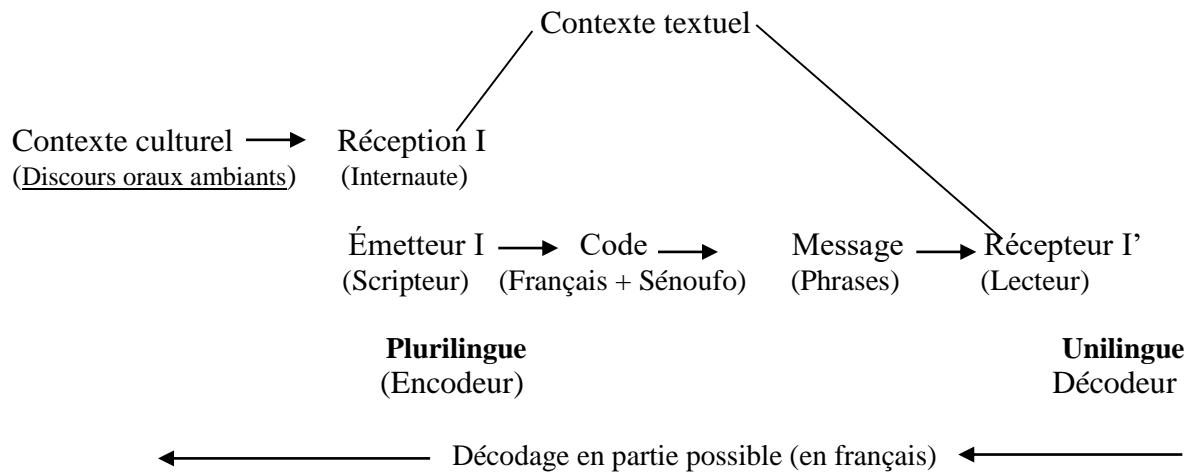 Contexte textuel
Contexte culturel Réception I
(Discours oraux ambiants) (Internaute)
Émetteur I Code Message Récepteur I’
(Scripteur) (Français + Sénoufo) (Phrases) (Lecteur)
Plurilingue Unilingue
(Encodeur) Décodeur
Décodage en partie possible (en français)